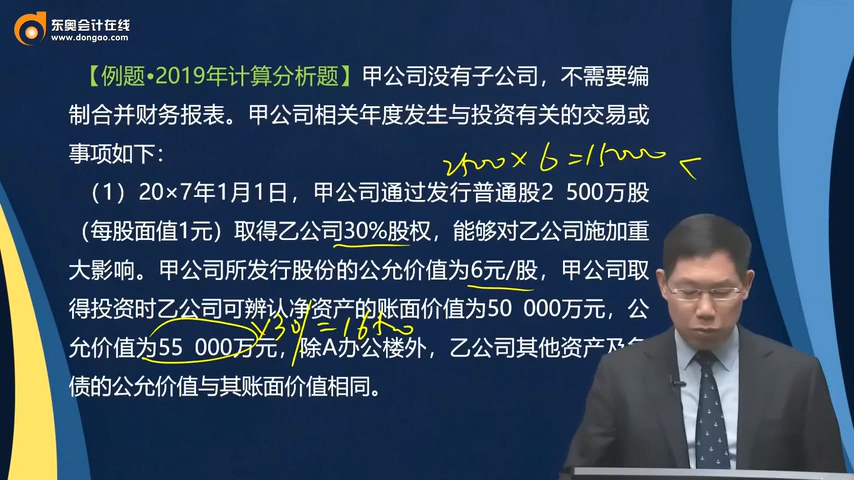 东奥会计在线
www.dongao.com
【例题•2019年计算分析题】甲公司没有子公司，不需要编
制合并财务报表。甲公司相关年度发生与投资有关的交易或
事项如下：
2500×6=15000 <
（1）20×7年1月1日，甲公司通过发行普通股2 500万股
（每股面值1元）取得乙公司30%股权，能够对乙公司施加重
大影响。甲公司所发行股份的公允价值为6元/股，甲公司取
得投资时乙公司可辨认净资产的账面价值为50 000万元，公
×30%=16500
允价值为55 000万元，除A办公楼外，乙公司其他资产及
债的公允价值与其账面价值相同。